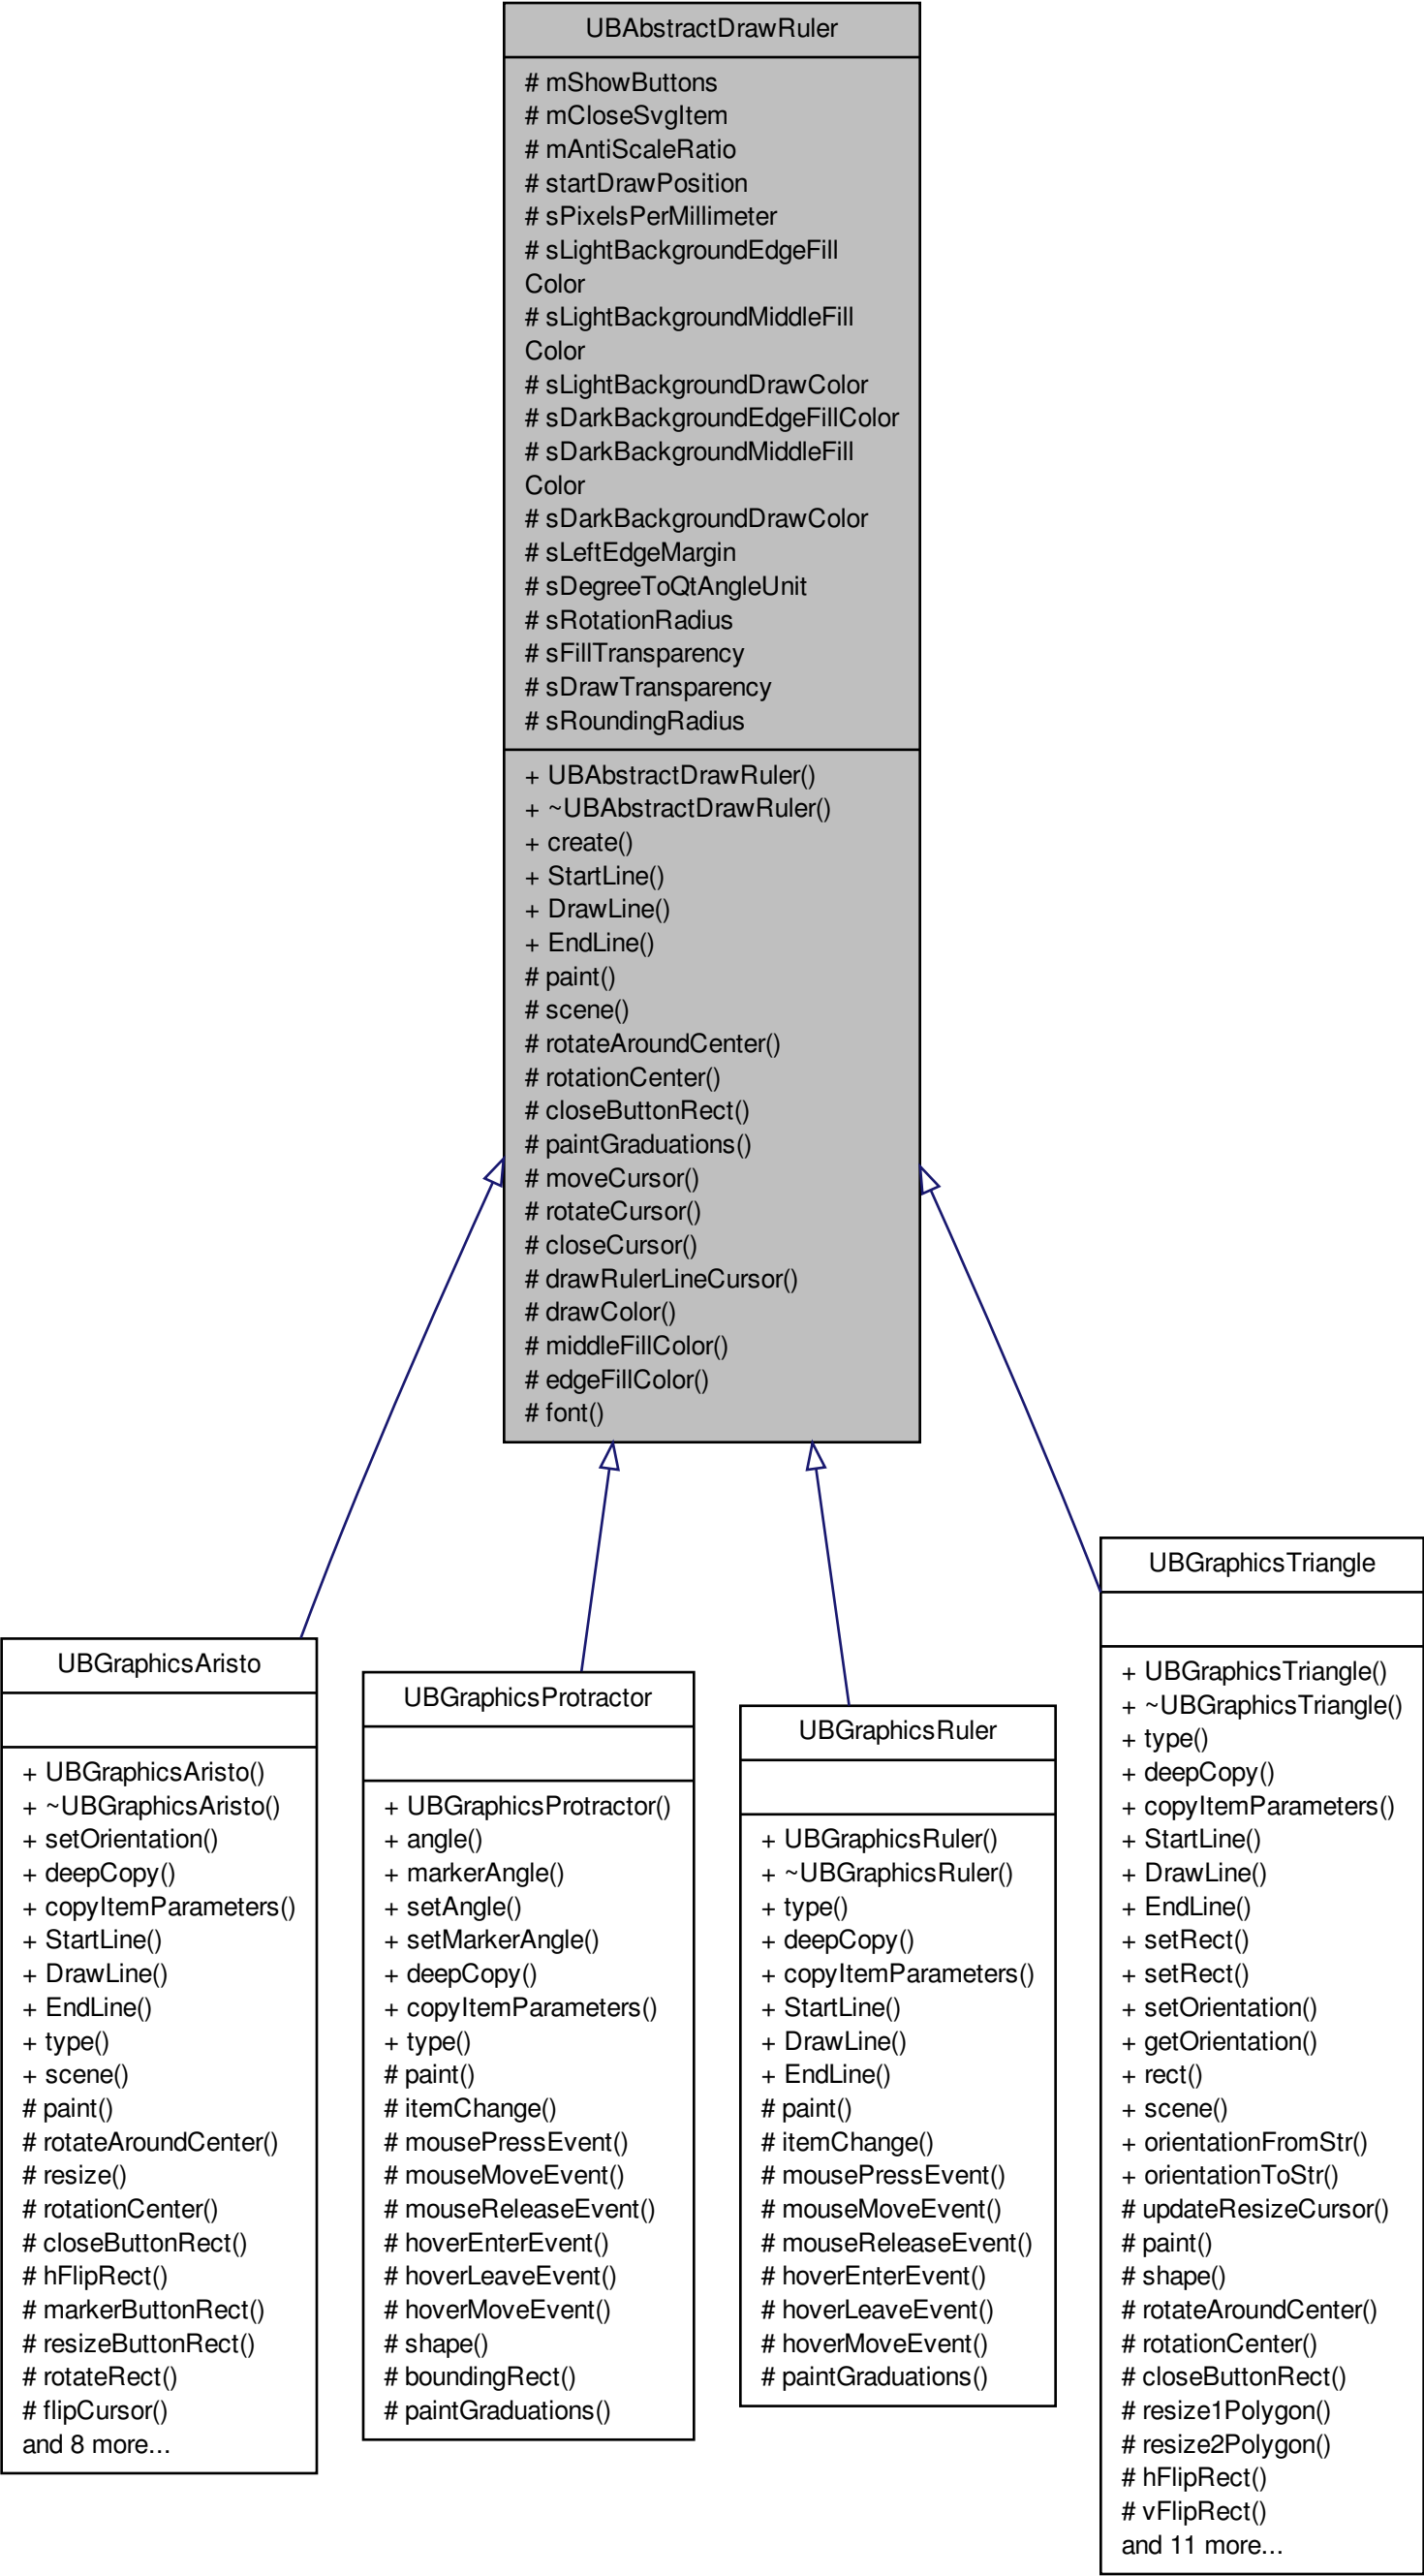 UBAbstractDrawRuler
# mShowButtons
# mCloseSvgItem
# mAntiScaleRatio
# startDrawPosition
# sPixelsPerMillimeter
# sLightBackgroundEdgeFill
Color
# sLightBackgroundMiddleFill
Color
# sLightBackgroundDrawColor
# sDarkBackgroundEdgeFillColor
# sDarkBackgroundMiddleFill
Color
# sDarkBackgroundDrawColor
# sLeftEdgeMargin
# sDegreeToQtAngleUnit
# sRotationRadius
# sFillTransparency
# sDrawTransparency
# sRoundingRadius
+ UBAbstractDrawRuler()
+ ~UBAbstractDrawRuler()
+ create()
+ StartLine()
+ DrawLine()
+ EndLine()
# paint()
# scene()
# rotateAroundCenter()
# rotationCenter()
# closeButtonRect()
# paintGraduations()
# moveCursor()
# rotateCursor()
# closeCursor()
# drawRulerLineCursor()
# drawColor()
# middleFillColor()
# edgeFillColor()
# font()
UBGraphicsAristo
+ UBGraphicsAristo()
+ ~UBGraphicsAristo()
+ setOrientation()
+ deepCopy()
+ copyItemParameters()
+ StartLine()
+ DrawLine()
+ EndLine()
+ type()
+ scene()
# paint()
# rotateAroundCenter()
# resize()
# rotationCenter()
# closeButtonRect()
# hFlipRect()
# markerButtonRect()
# resizeButtonRect()
# rotateRect()
# flipCursor()
and 8 more...
UBGraphicsProtractor
+ UBGraphicsProtractor()
+ angle()
+ markerAngle()
+ setAngle()
+ setMarkerAngle()
+ deepCopy()
+ copyItemParameters()
+ type()
# paint()
# itemChange()
# mousePressEvent()
# mouseMoveEvent()
# mouseReleaseEvent()
# hoverEnterEvent()
# hoverLeaveEvent()
# hoverMoveEvent()
# shape()
# boundingRect()
# paintGraduations()
UBGraphicsRuler
+ UBGraphicsRuler()
+ ~UBGraphicsRuler()
+ type()
+ deepCopy()
+ copyItemParameters()
+ StartLine()
+ DrawLine()
+ EndLine()
# paint()
# itemChange()
# mousePressEvent()
# mouseMoveEvent()
# mouseReleaseEvent()
# hoverEnterEvent()
# hoverLeaveEvent()
# hoverMoveEvent()
# paintGraduations()
UBGraphicsTriangle
+ UBGraphicsTriangle()
+ ~UBGraphicsTriangle()
+ type()
+ deepCopy()
+ copyItemParameters()
+ StartLine()
+ DrawLine()
+ EndLine()
+ setRect()
+ setRect()
+ setOrientation()
+ getOrientation()
+ rect()
+ scene()
+ orientationFromStr()
+ orientationToStr()
# updateResizeCursor()
# paint()
# shape()
# rotateAroundCenter()
# rotationCenter()
# closeButtonRect()
# resize1Polygon()
# resize2Polygon()
# hFlipRect()
# vFlipRect()
and 11 more...